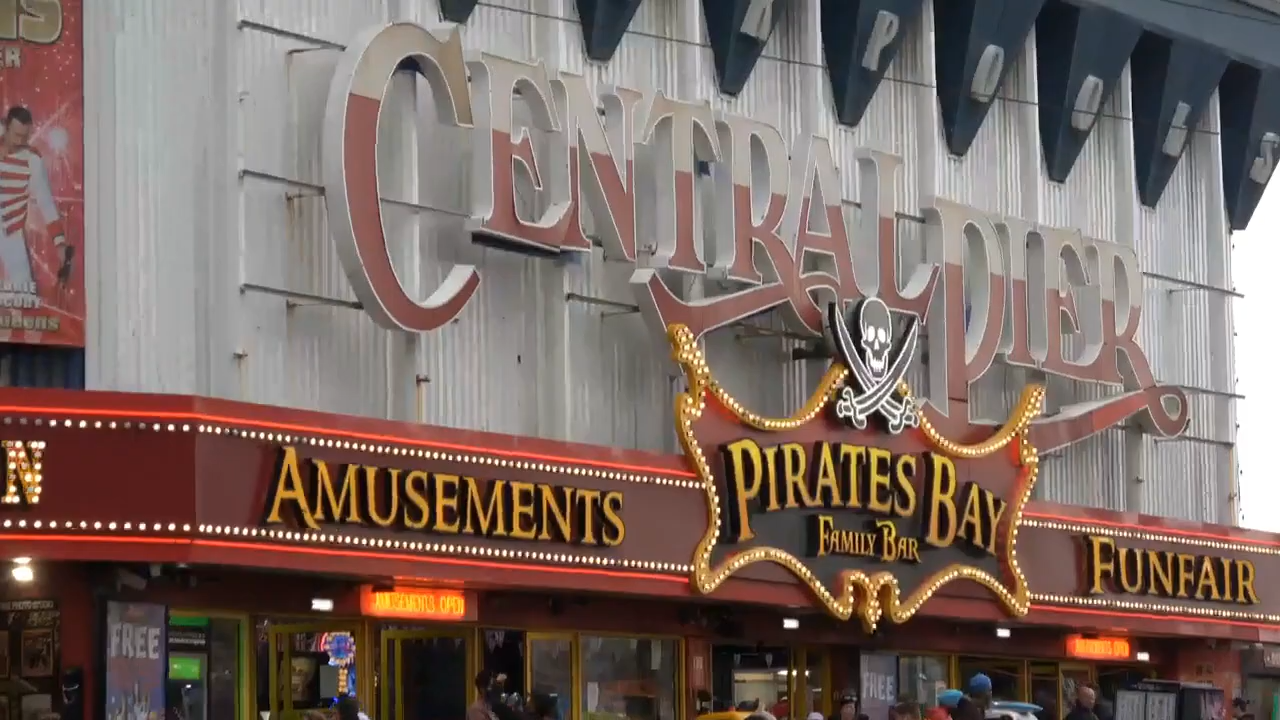 CENTRAL PIER
AMUSEMENTS
PIRATES BAY
FAMILY BAR
FUNFAIR
AMUSEMENTS OPEN
FREE
FREE